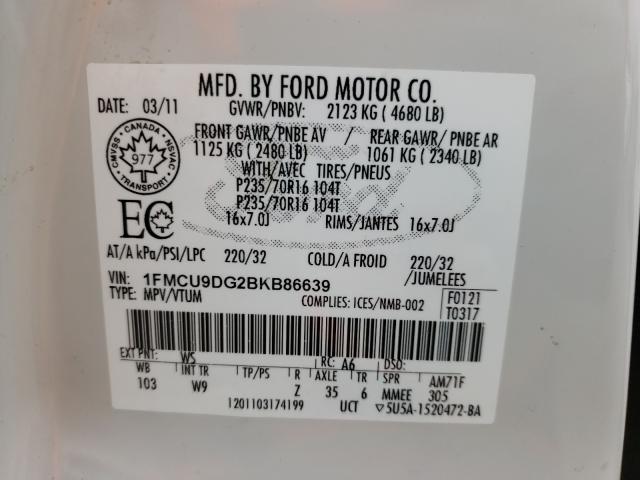 MFD. BY FORD MOTOR CO.
DATE: 03/11 GVWR/PNBV: 2123 KG ( 4680 LB)
FRONT GAWR/PNBE AV / REAR GAWR/ PNBE AR
1125 KG ( 2480 LB) 1061 KG ( 2340 LB)
WITH/AVEC TIRES/PNEUS
P235/70R16 104T
P235/70R16 104T
16x7.0J RIMS/JANTES 16x7.0J
CMVSS · CANADA · NSVAC
977
TRANSPORT
EC
AT/A kPa/PSI/LPC 220/32 COLD/A FROID 220/32
/JUMELEES
VIN: 1FMCU9DG2BKB86639
TYPE: MPV/VTUM COMPLIES: ICES/NMB-002 F0121
T0317
EXT PNT: WS RC: A6 DSO:
WB INT TR TP/PS R AXLE TR SPR AM71F
103 W9 Z 35 6 MMEE 305
1201103174199 UCT ▽5U5A-1520472-BA
Ford